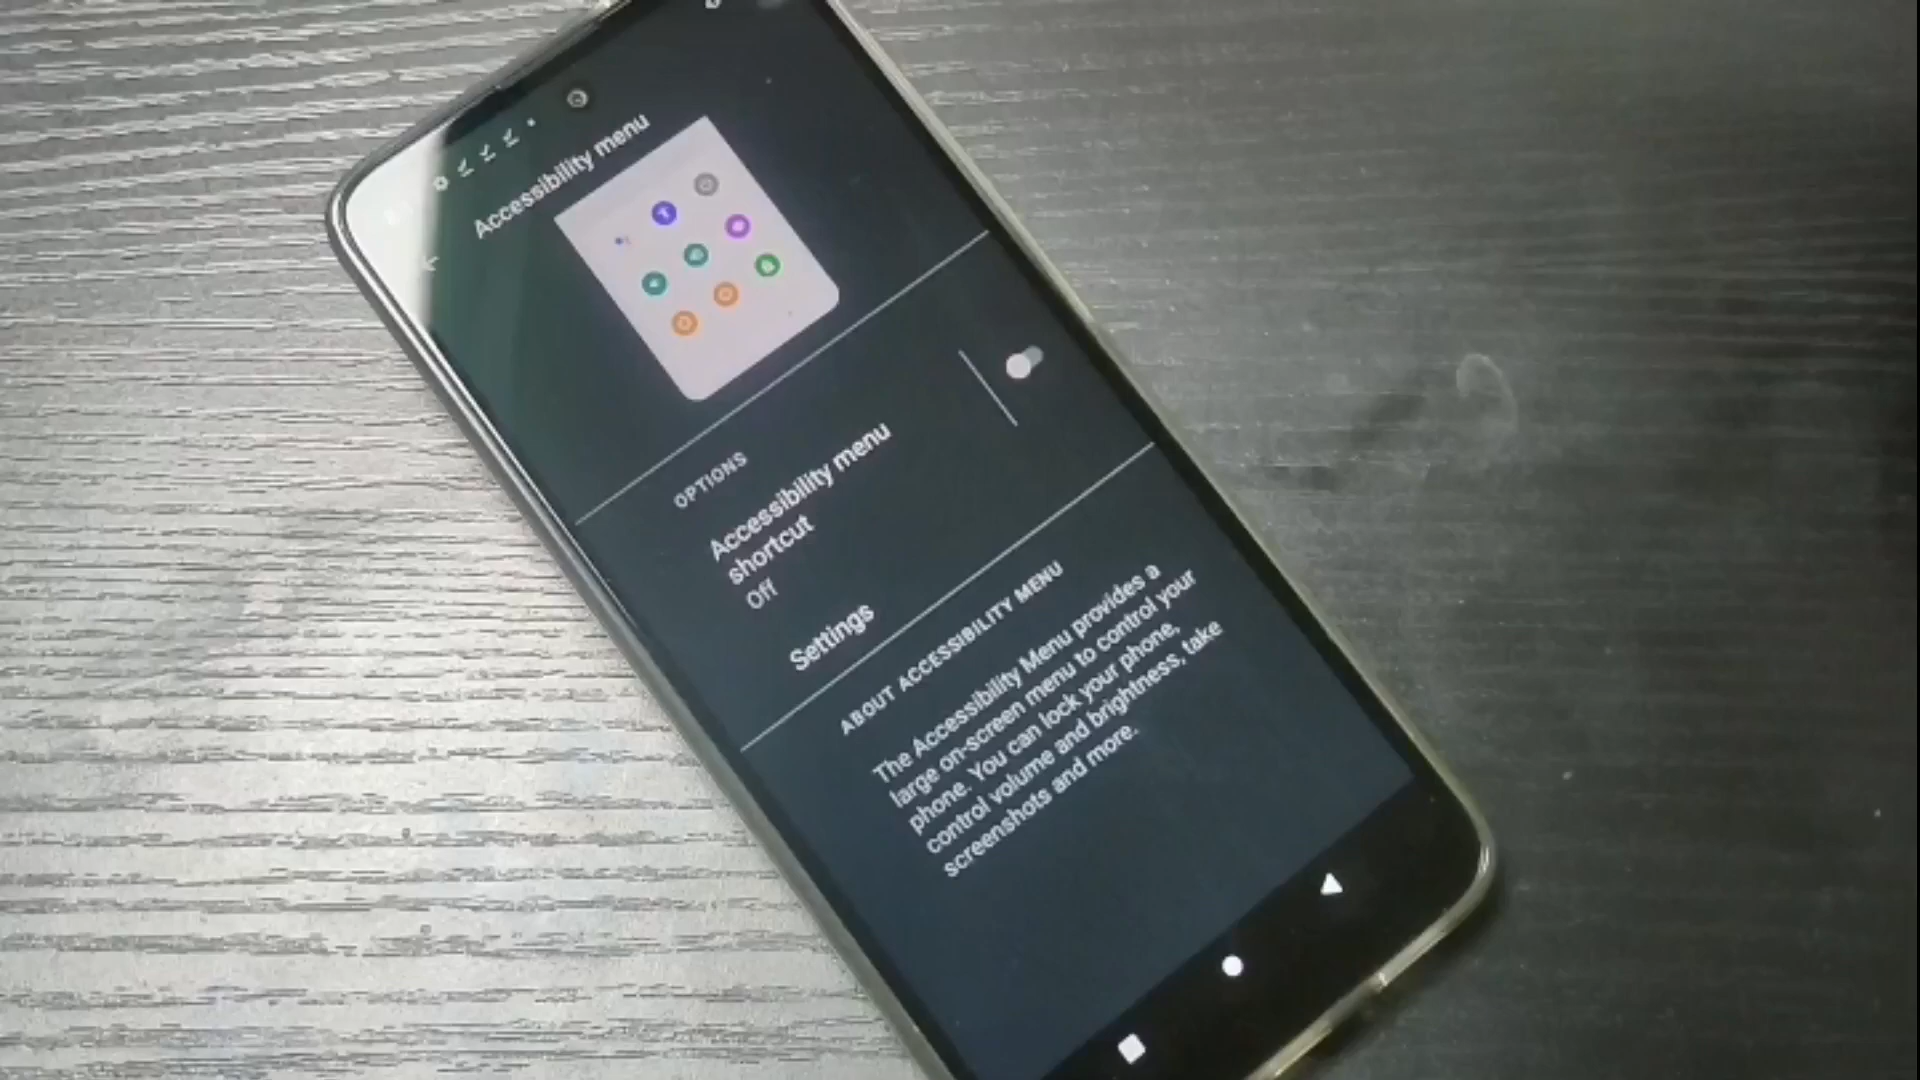 Accessibility menu
OPTIONS
Accessibility menu
shortcut
Off
Settings
ABOUT ACCESSIBILITY MENU
The Accessibility Menu provides a
large on-screen menu to control your
phone. You can lock your phone,
control volume and brightness, take
screenshots and more.